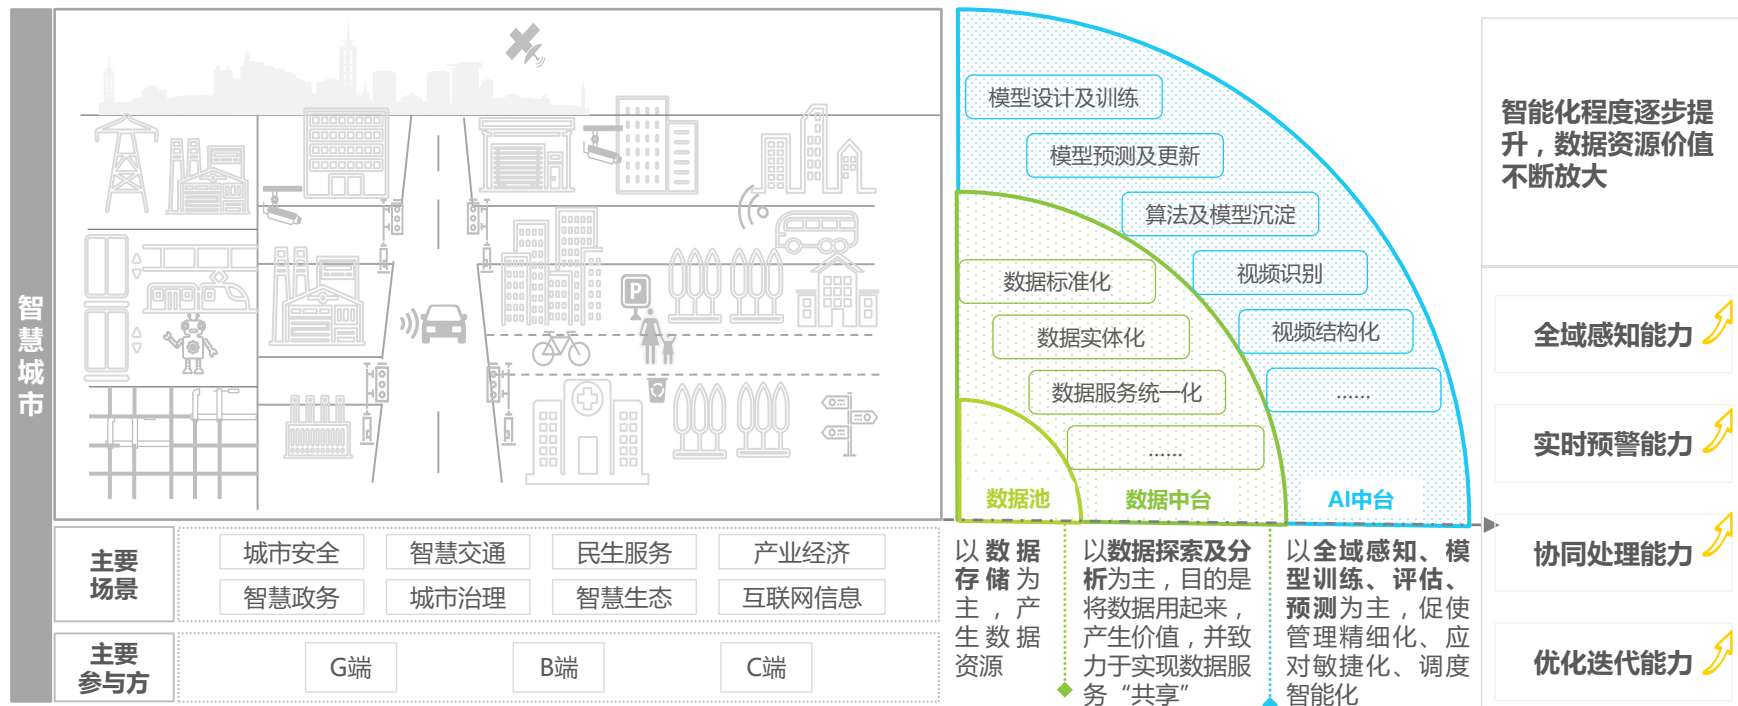 智慧城市
P
主要
场景
城市安全
智慧交通
民生服务
产业经济
智慧政务
城市治理
智慧生态
互联网信息
主要
参与方
G端
B端
C端
模型设计及训练
模型预测及更新
算法及模型沉淀
视频识别
视频结构化
......
数据标准化
数据实体化
数据服务统一化
......
数据池
数据中台
AI中台
以数据
存储为
主，产
生数据
资源
以数据探索及分
析为主，目的是
将数据用起来，
产生价值，并致
力于实现数据服
务“共享”
以全域感知、模
型训练、评估、
预测为主，促使
管理精细化、应
对敏捷化、调度
智能化
智能化程度逐步提
升，数据资源价值
不断放大
全域感知能力
实时预警能力
协同处理能力
优化迭代能力